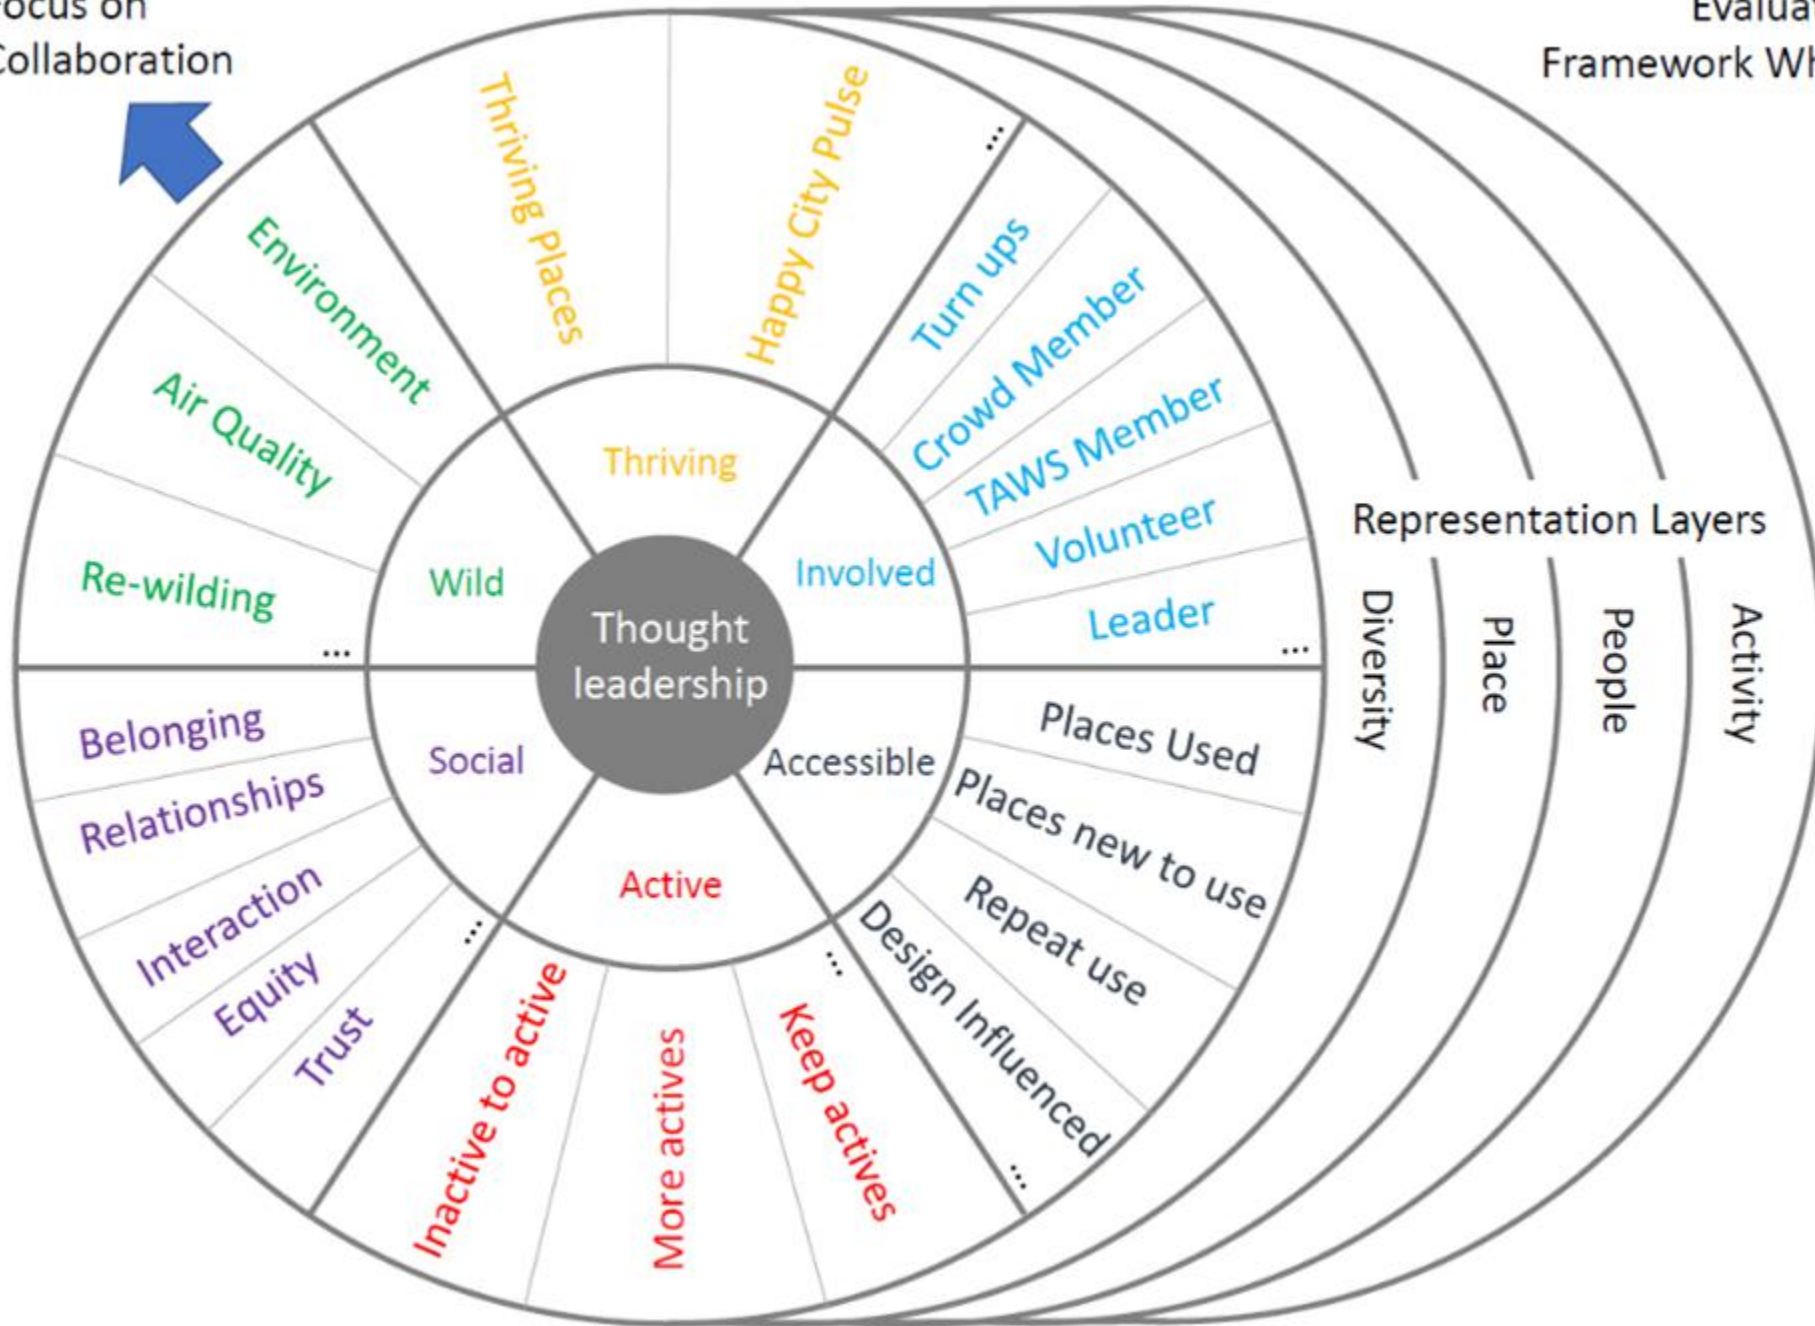 Focus on
Collaboration
Evaluat
Framework Wh
Thriving Places
Happy City Pulse
...
Turn ups
Crowd Member
TAWS Member
Volunteer
Leader
...
Environment
Air Quality
Re-wilding
...
Thriving
Wild
Involved
Thought
leadership
Social
Accessible
Active
Representation Layers
Diversity
Place
People
Activity
Belonging
Relationships
Interaction
Equity
Trust
...
Places Used
Places new to use
Repeat use
Design Influenced
...
Inactive to active
More actives
Keep actives
...